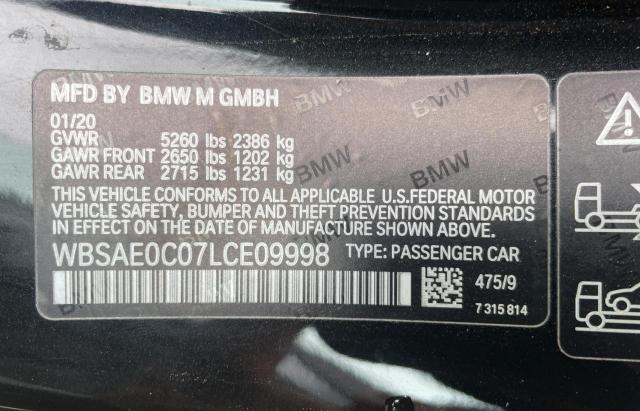 MFD BY BMW M GMBH
01/20
GVWR 5260 lbs 2386 kg
GAWR FRONT 2650 lbs 1202 kg
GAWR REAR 2715 lbs 1231 kg
THIS VEHICLE CONFORMS TO ALL APPLICABLE U.S.FEDERAL MOTOR
VEHICLE SAFETY, BUMPER AND THEFT PREVENTION STANDARDS
IN EFFECT ON THE DATE OF MANUFACTURE SHOWN ABOVE.
WBSAE0C07LCE09998 TYPE: PASSENGER CAR
475/9
7 315 814
BMW
BMW
BMW
BMW
BMW